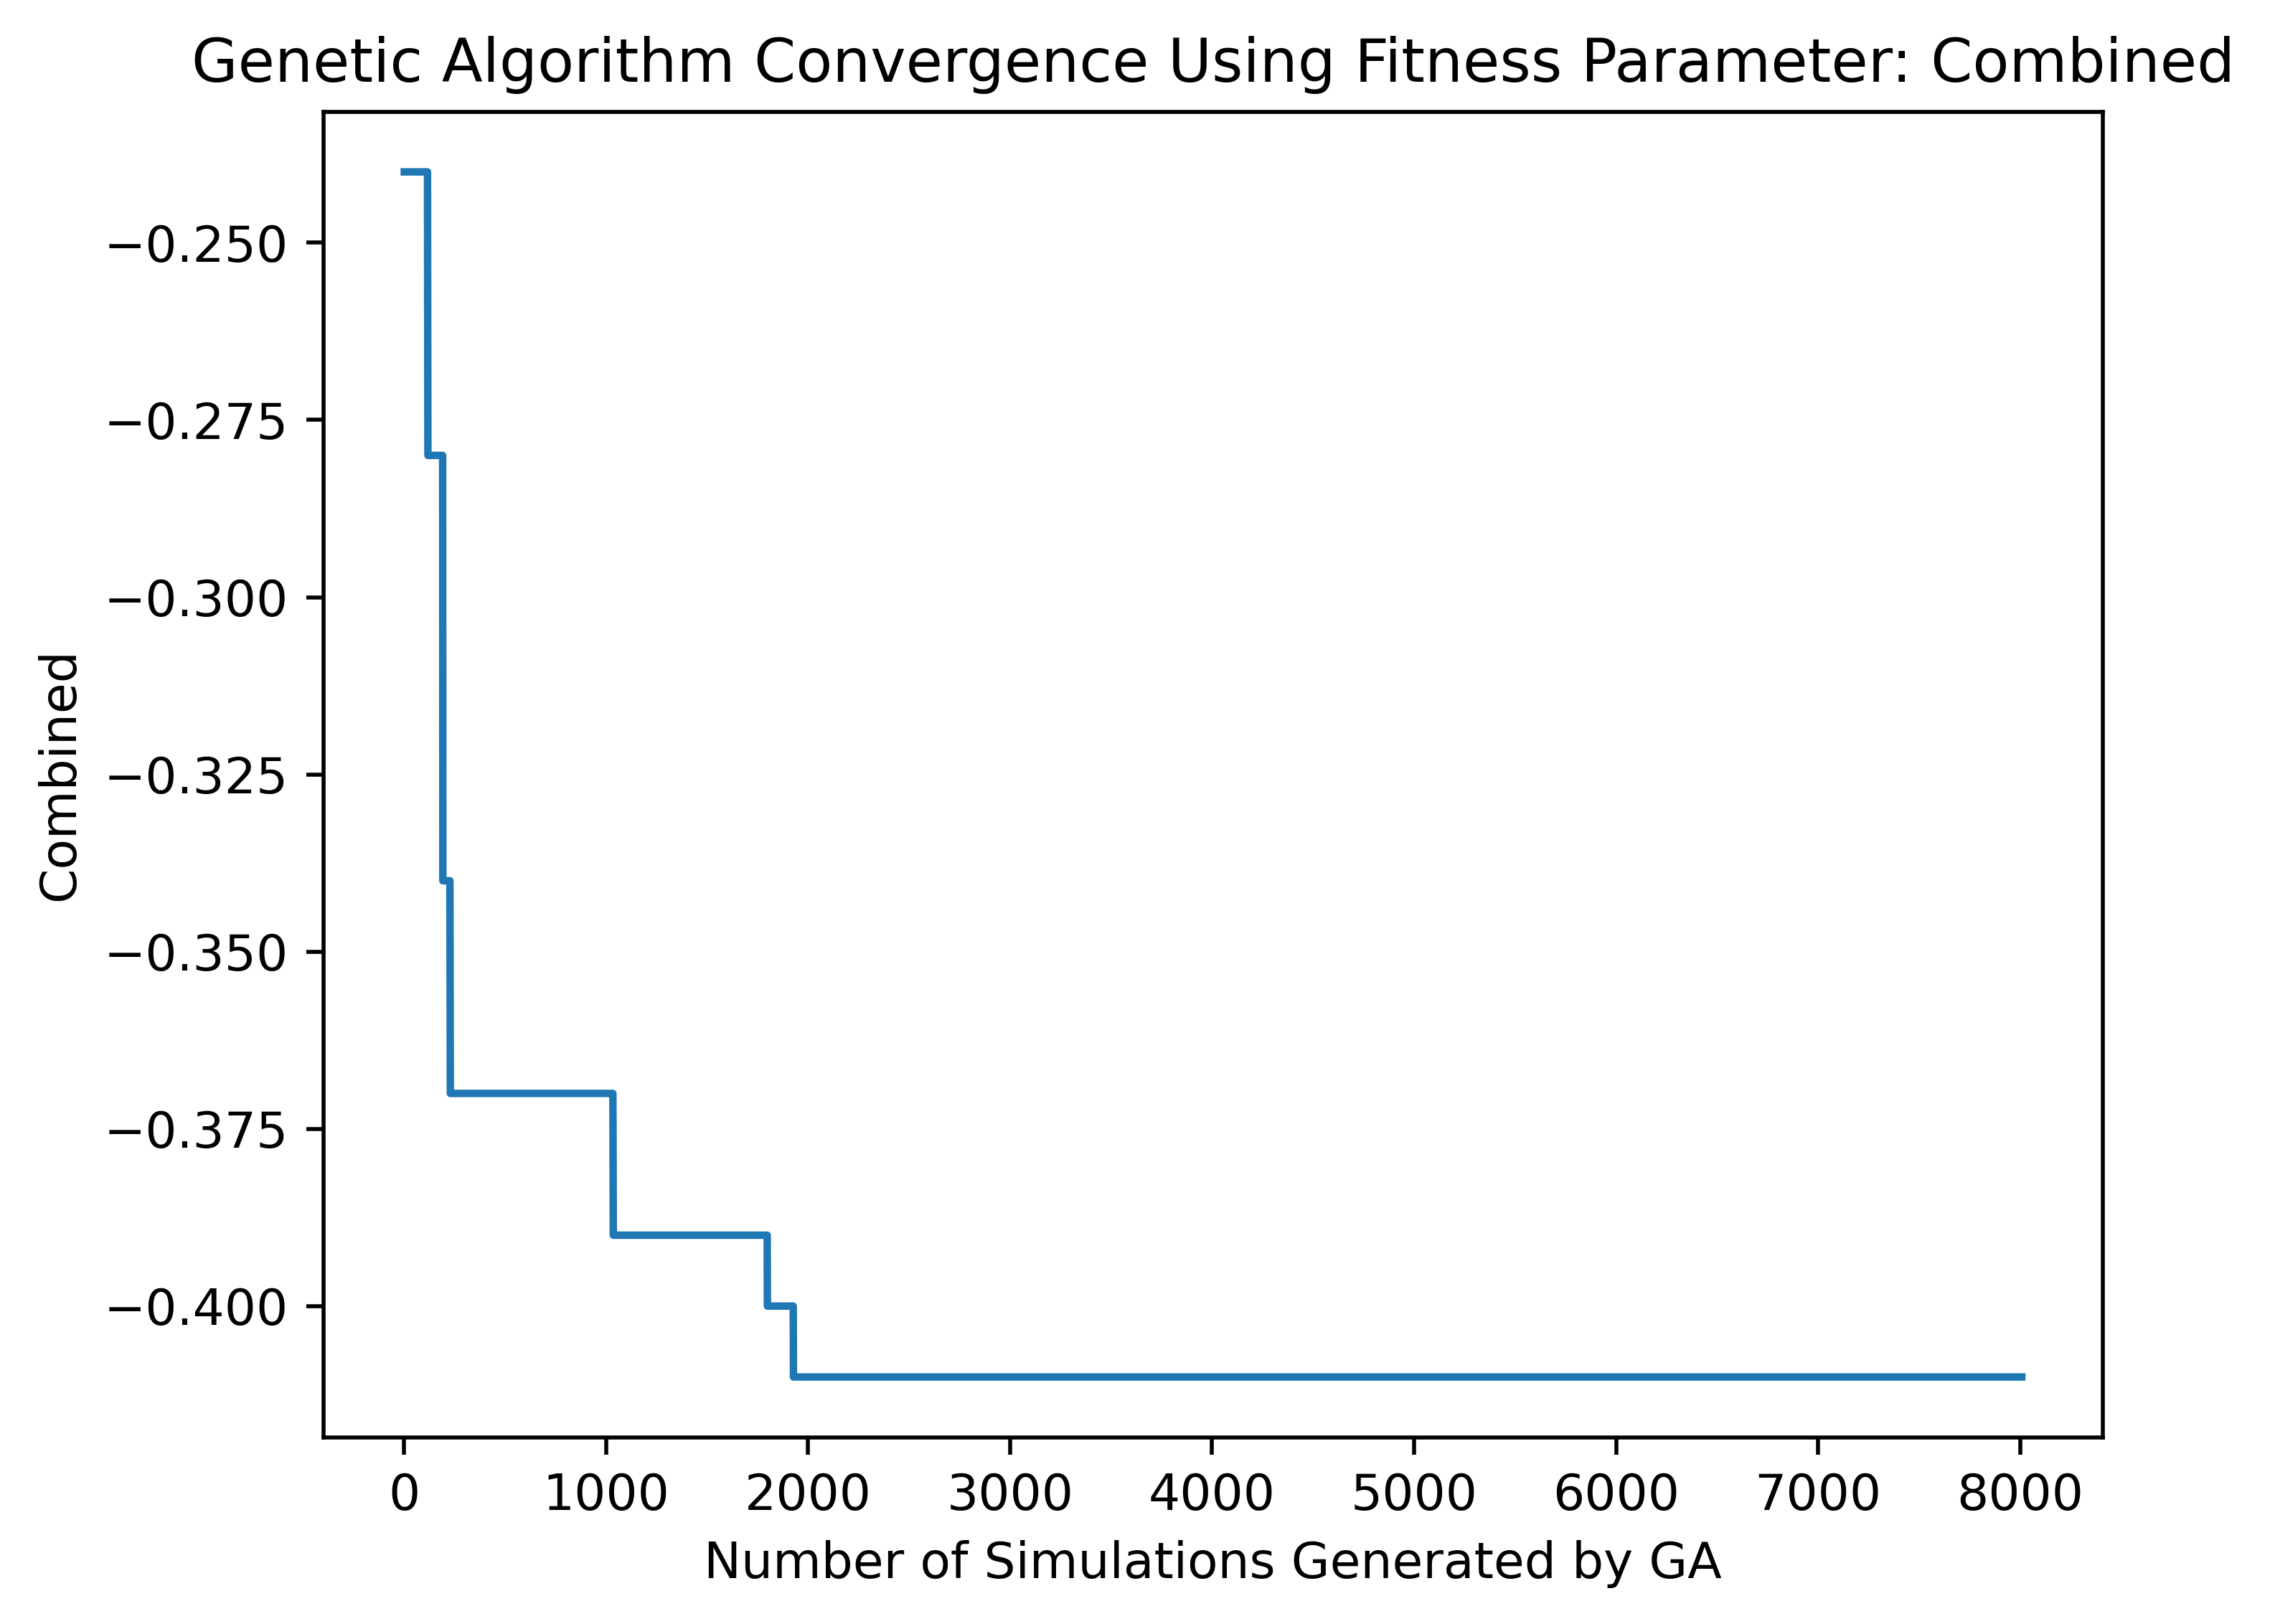 Genetic Algorithm Convergence Using Fitness Parameter: Combined
−0.250
−0.275
−0.300
−0.325
−0.350
−0.375
−0.400
Combined
0 1000 2000 3000 4000 5000 6000 7000 8000
Number of Simulations Generated by GA